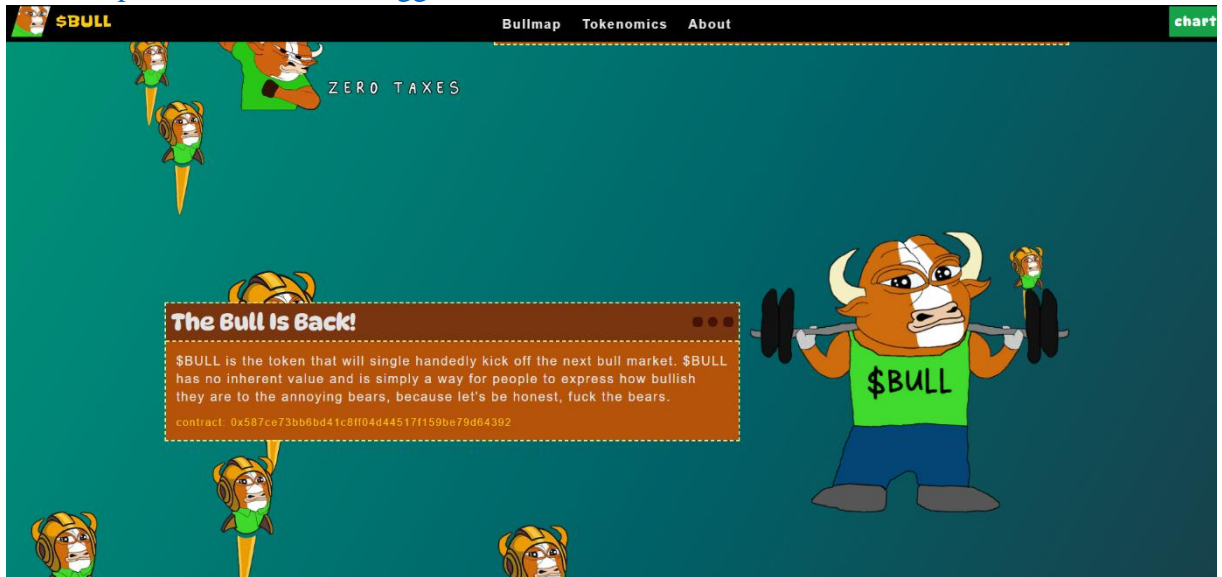 $BULL
Bullmap Tokenomics About
chart
ZERO TAXES
The Bull Is Back!
$BULL is the token that will single handedly kick off the next bull market. $BULL
has no inherent value and is simply a way for people to express how bullish
they are to the annoying bears, because let's be honest, fuck the bears.
contract: 0x587ce73bb6bd41c8ff04d44517f159be79d64392
$BULL